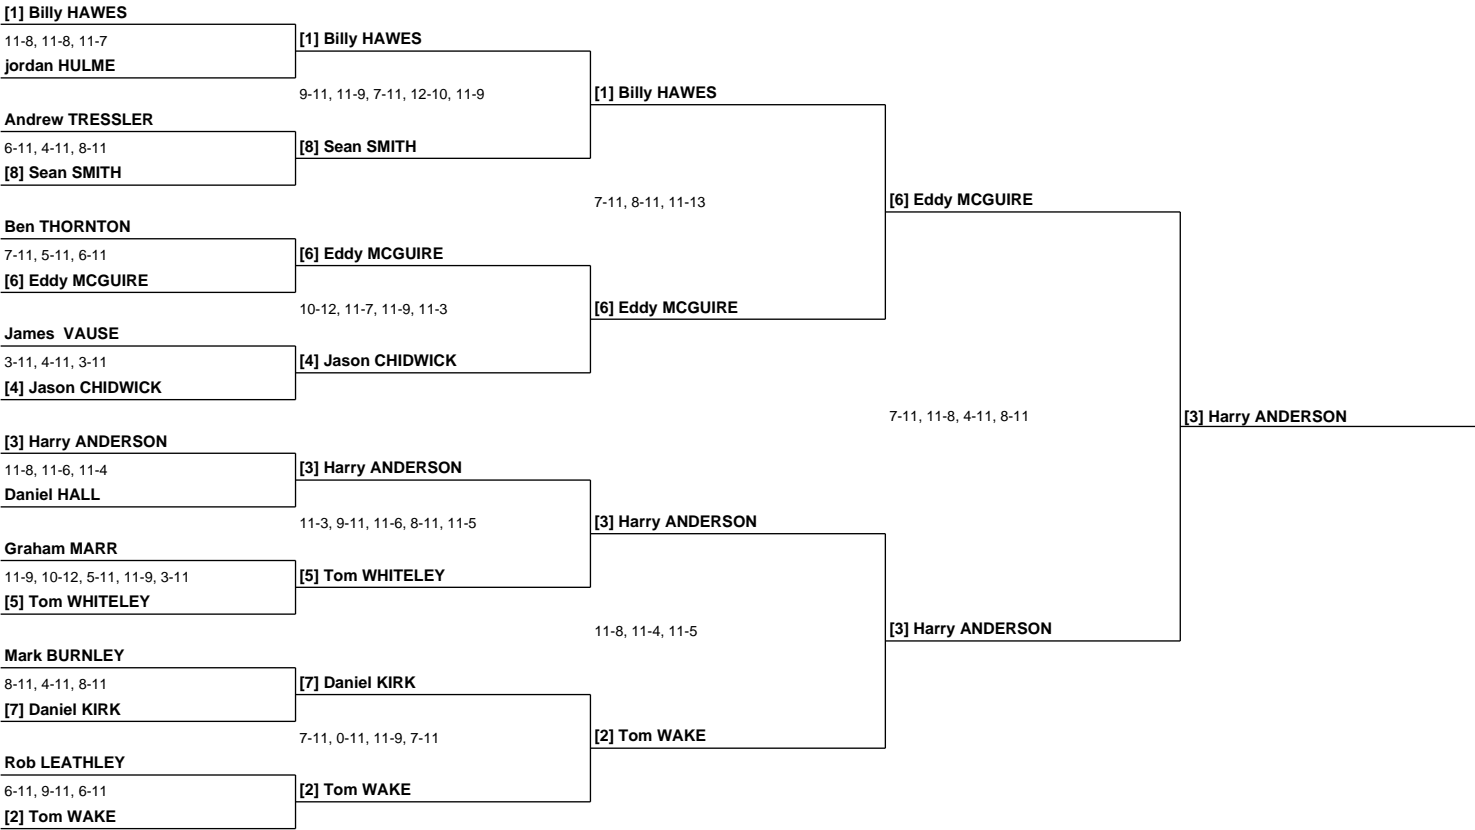 [1] Billy HAWES
11-8, 11-8, 11-7
jordan HULME
Andrew TRESSLER
6-11, 4-11, 8-11
[8] Sean SMITH
Ben THORNTON
7-11, 5-11, 6-11
[6] Eddy MCGUIRE
James  VAUSE
3-11, 4-11, 3-11
[4] Jason CHIDWICK
[3] Harry ANDERSON
11-8, 11-6, 11-4
Daniel HALL
Graham MARR
11-9, 10-12, 5-11, 11-9, 3-11
[5] Tom WHITELEY
Mark BURNLEY
8-11, 4-11, 8-11
[7] Daniel KIRK
Rob LEATHLEY
6-11, 9-11, 6-11
[2] Tom WAKE
[1] Billy HAWES
9-11, 11-9, 7-11, 12-10, 11-9
[8] Sean SMITH
[6] Eddy MCGUIRE
10-12, 11-7, 11-9, 11-3
[4] Jason CHIDWICK
[3] Harry ANDERSON
11-3, 9-11, 11-6, 8-11, 11-5
[5] Tom WHITELEY
[7] Daniel KIRK
7-11, 0-11, 11-9, 7-11
[2] Tom WAKE
[1] Billy HAWES
7-11, 8-11, 11-13
[6] Eddy MCGUIRE
[3] Harry ANDERSON
11-8, 11-4, 11-5
[2] Tom WAKE
[6] Eddy MCGUIRE
7-11, 11-8, 4-11, 8-11
[3] Harry ANDERSON
[3] Harry ANDERSON